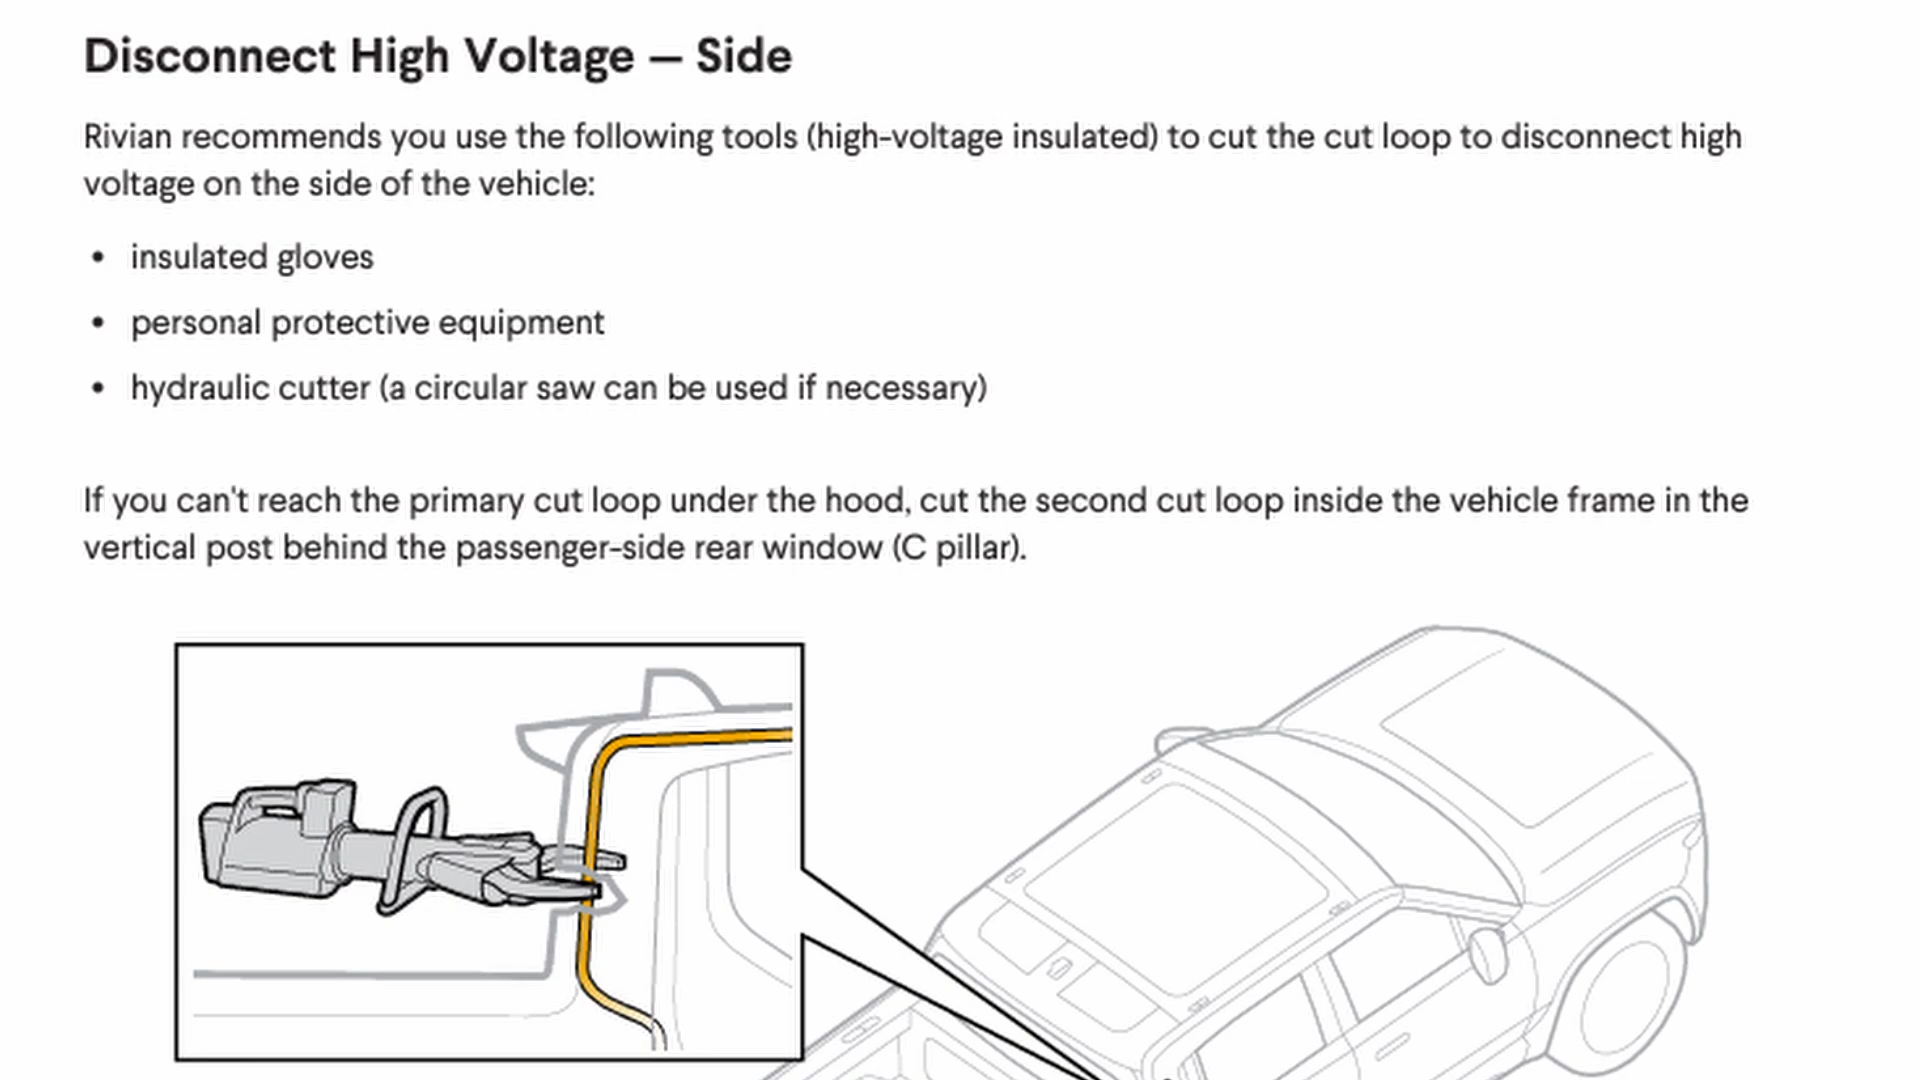 Disconnect High Voltage — Side
Rivian recommends you use the following tools (high-voltage insulated) to cut the cut loop to disconnect high
voltage on the side of the vehicle:
• insulated gloves
• personal protective equipment
• hydraulic cutter (a circular saw can be used if necessary)
If you can't reach the primary cut loop under the hood, cut the second cut loop inside the vehicle frame in the
vertical post behind the passenger-side rear window (C pillar).